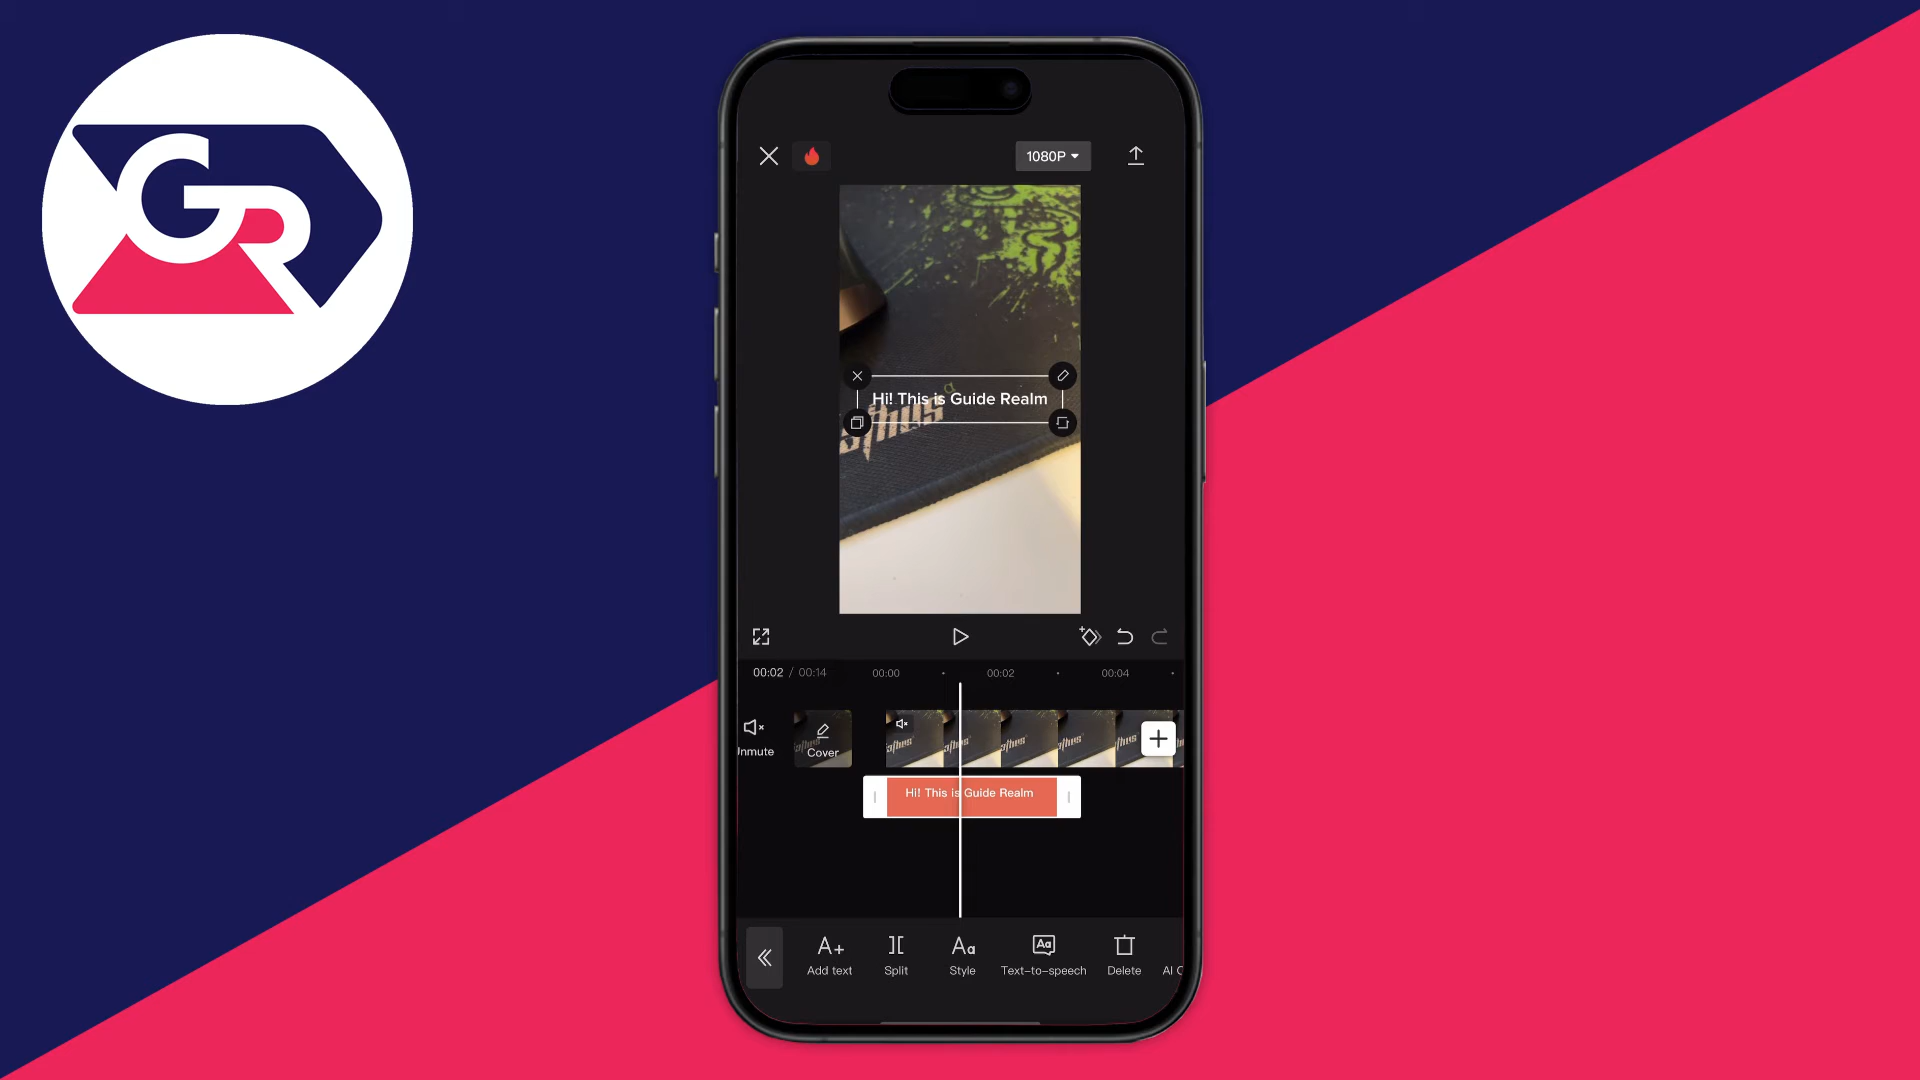 GR
1080P
Hi! This is Guide Realm
00:02 / 00:14
00:00
00:02
00:04
Cover
Hi! This is Guide Realm
Add text
Split
Style
Text-to-speech
Delete